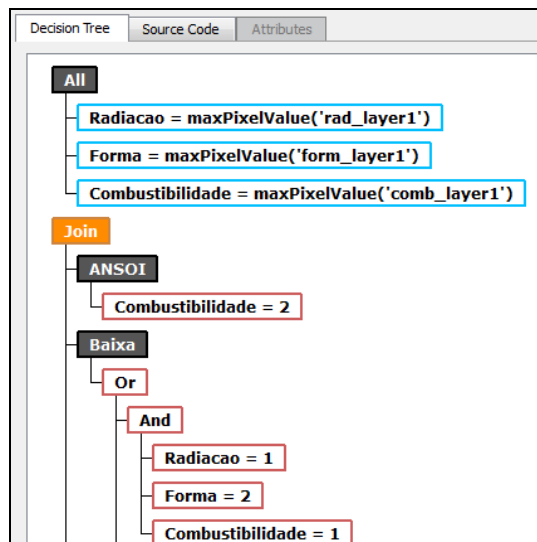 Decision Tree Source Code Attributes
All
Radiacao = maxPixelValue('rad_layer1')
Forma = maxPixelValue('form_layer1')
Combustibilidade = maxPixelValue('comb_layer1')
Join
ANSOI
Combustibilidade = 2
Baixa
Or
And
Radiacao = 1
Forma = 2
Combustibilidade = 1